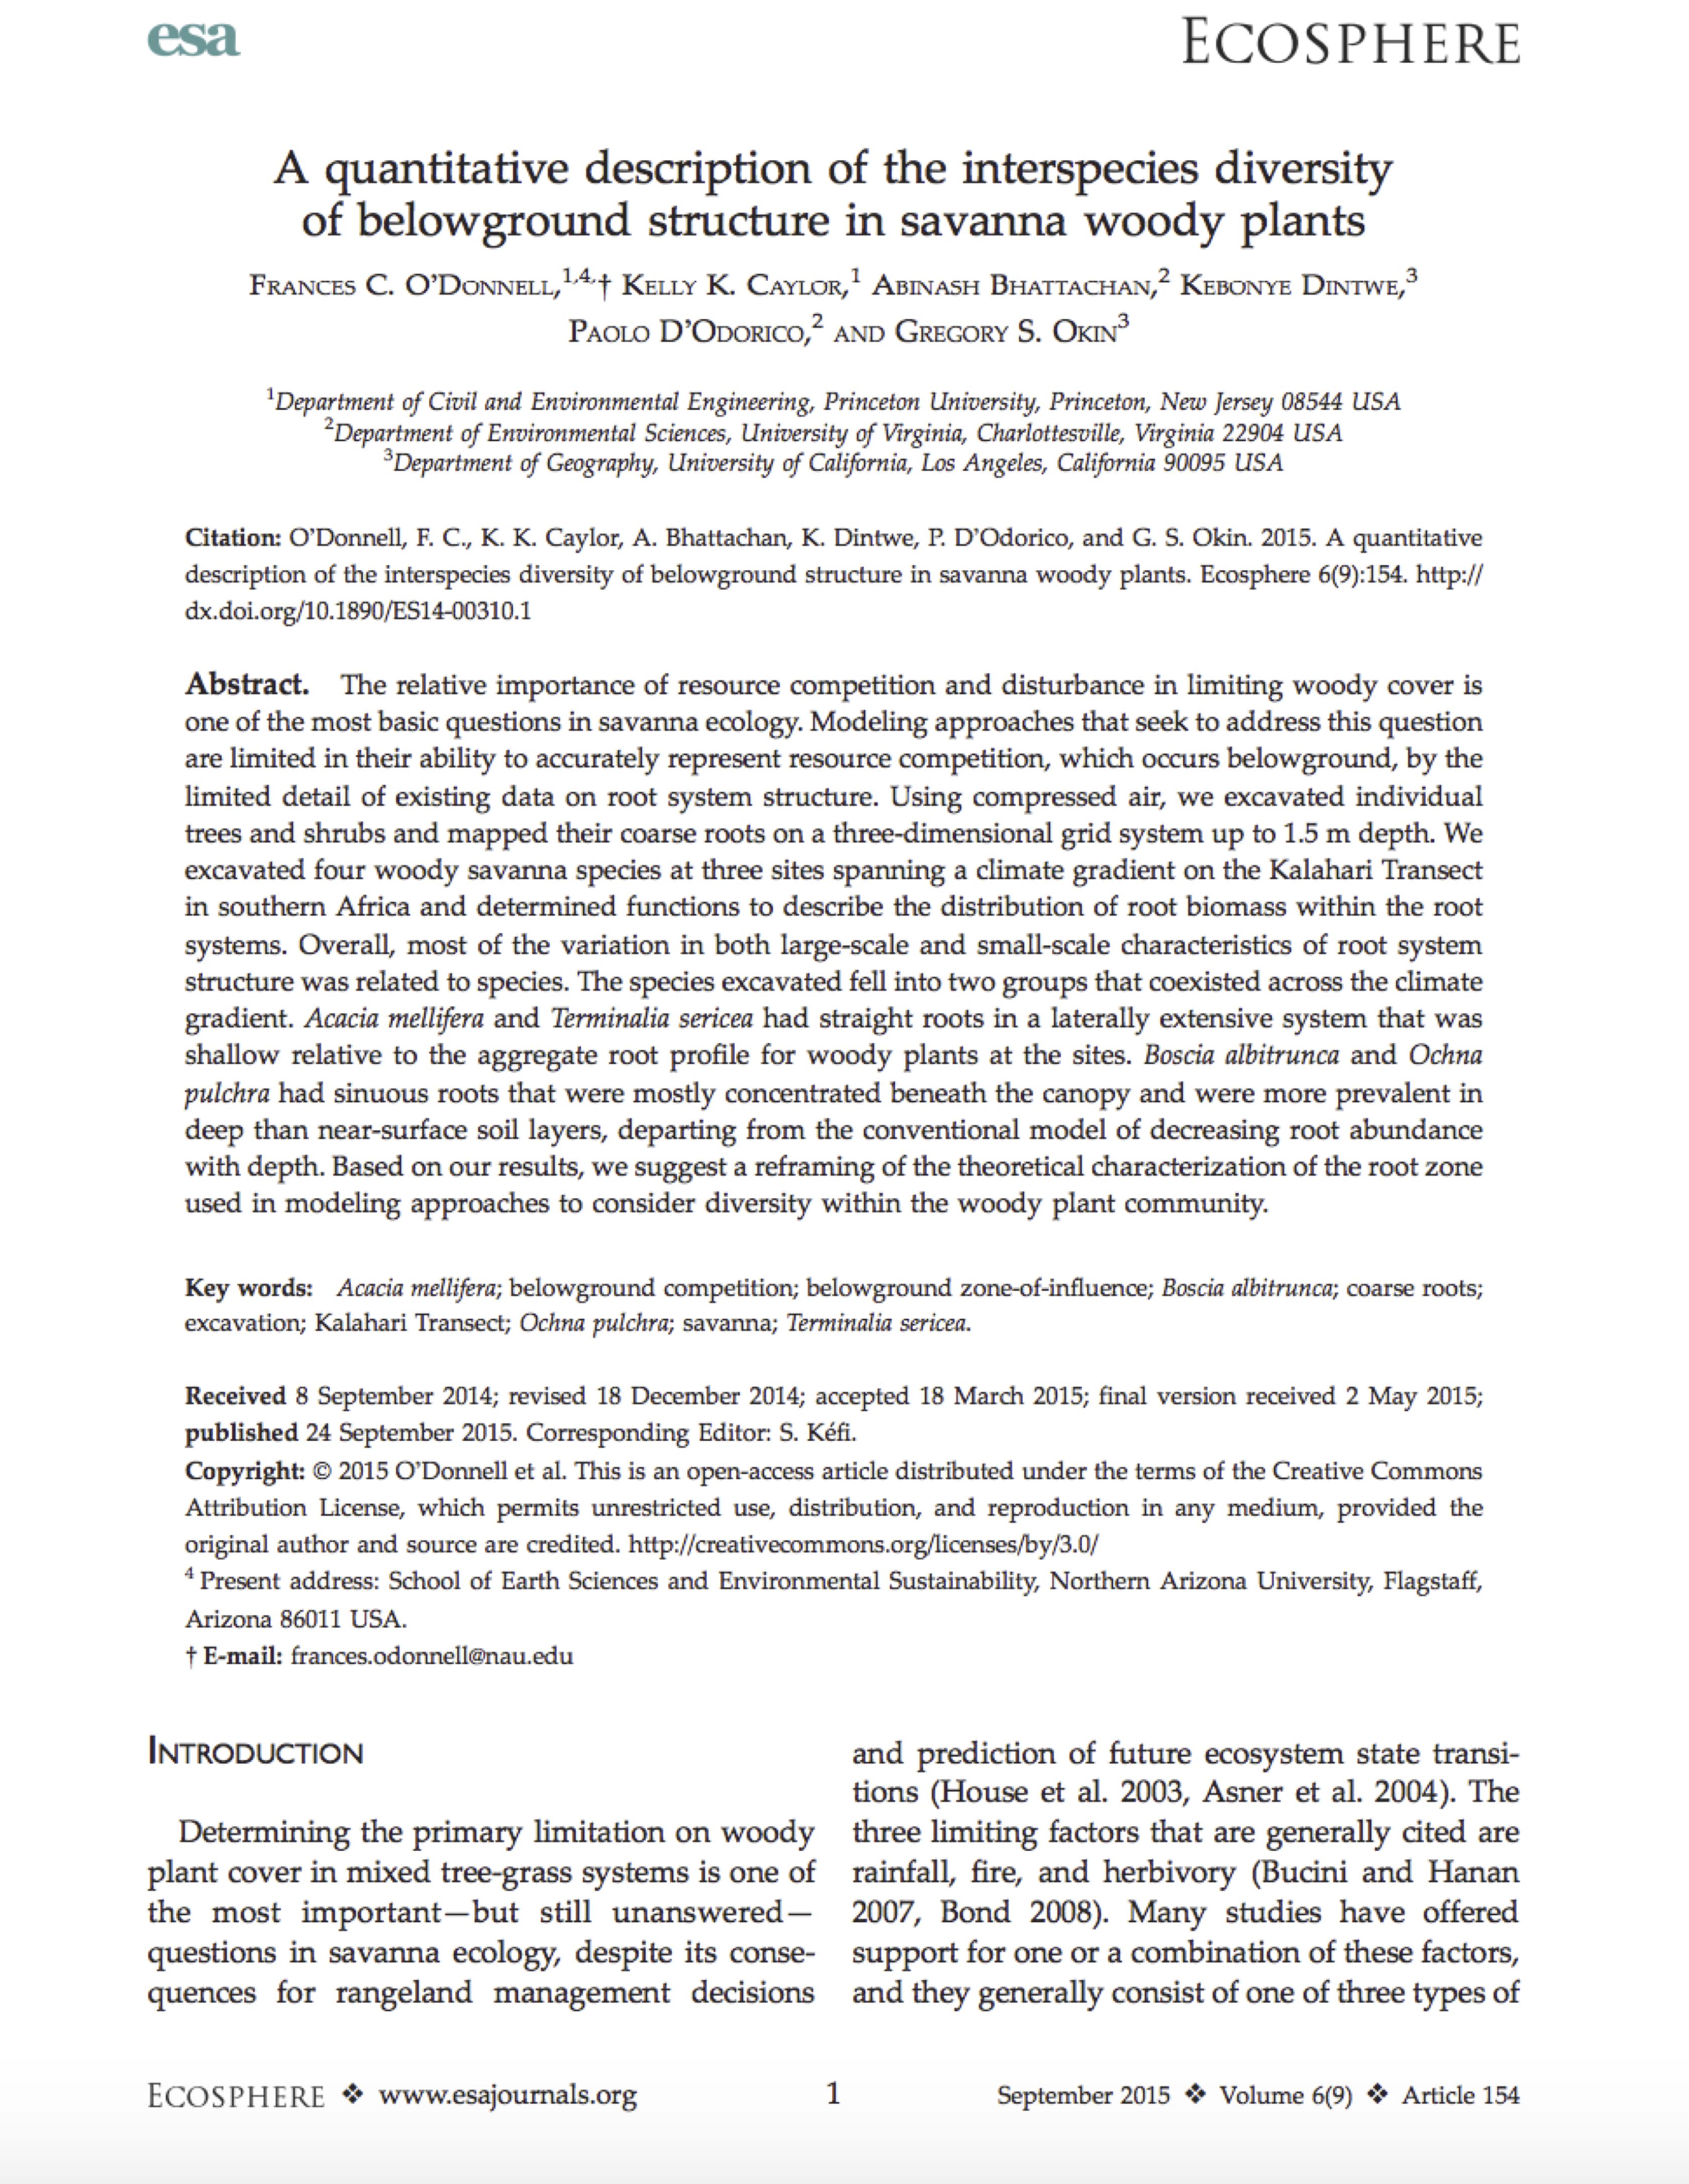 esa
ECOSPHERE
A quantitative description of the interspecies diversity
of belowground structure in savanna woody plants
FRANCES C. O'DONNELL,1,4,† KELLY K. CAYLOR,1 ABINASH BHATTACHAN,2 KEBONYE DINTWE,3
PAOLO D'ODORICO,2 AND GREGORY S. OKIN3
1Department of Civil and Environmental Engineering, Princeton University, Princeton, New Jersey 08544 USA
2Department of Environmental Sciences, University of Virginia, Charlottesville, Virginia 22904 USA
3Department of Geography, University of California, Los Angeles, California 90095 USA
Citation: O'Donnell, F. C., K. K. Caylor, A. Bhattachan, K. Dintwe, P. D'Odorico, and G. S. Okin. 2015. A quantitative
description of the interspecies diversity of belowground structure in savanna woody plants. Ecosphere 6(9):154. http://
dx.doi.org/10.1890/ES14-00310.1
Abstract. The relative importance of resource competition and disturbance in limiting woody cover is
one of the most basic questions in savanna ecology. Modeling approaches that seek to address this question
are limited in their ability to accurately represent resource competition, which occurs belowground, by the
limited detail of existing data on root system structure. Using compressed air, we excavated individual
trees and shrubs and mapped their coarse roots on a three-dimensional grid system up to 1.5 m depth. We
excavated four woody savanna species at three sites spanning a climate gradient on the Kalahari Transect
in southern Africa and determined functions to describe the distribution of root biomass within the root
systems. Overall, most of the variation in both large-scale and small-scale characteristics of root system
structure was related to species. The species excavated fell into two groups that coexisted across the climate
gradient. Acacia mellifera and Terminalia sericea had straight roots in a laterally extensive system that was
shallow relative to the aggregate root profile for woody plants at the sites. Boscia albitrunca and Ochna
pulchra had sinuous roots that were mostly concentrated beneath the canopy and were more prevalent in
deep than near-surface soil layers, departing from the conventional model of decreasing root abundance
with depth. Based on our results, we suggest a reframing of the theoretical characterization of the root zone
used in modeling approaches to consider diversity within the woody plant community.
Key words: Acacia mellifera; belowground competition; belowground zone-of-influence; Boscia albitrunca; coarse roots;
excavation; Kalahari Transect; Ochna pulchra; savanna; Terminalia sericea.
Received 8 September 2014; revised 18 December 2014; accepted 18 March 2015; final version received 2 May 2015;
published 24 September 2015. Corresponding Editor: S. Kéfi.
Copyright: © 2015 O'Donnell et al. This is an open-access article distributed under the terms of the Creative Commons
Attribution License, which permits unrestricted use, distribution, and reproduction in any medium, provided the
original author and source are credited. http://creativecommons.org/licenses/by/3.0/
4 Present address: School of Earth Sciences and Environmental Sustainability, Northern Arizona University, Flagstaff,
Arizona 86011 USA.
† E-mail: frances.odonnell@nau.edu
INTRODUCTION
Determining the primary limitation on woody
plant cover in mixed tree-grass systems is one of
the most important—but still unanswered—
questions in savanna ecology, despite its conse-
quences for rangeland management decisions
and prediction of future ecosystem state transi-
tions (House et al. 2003, Asner et al. 2004). The
three limiting factors that are generally cited are
rainfall, fire, and herbivory (Bucini and Hanan
2007, Bond 2008). Many studies have offered
support for one or a combination of these factors,
and they generally consist of one of three types of
ECOSPHERE ❖ www.esajournals.org
1
September 2015 ❖ Volume 6(9) ❖ Article 154